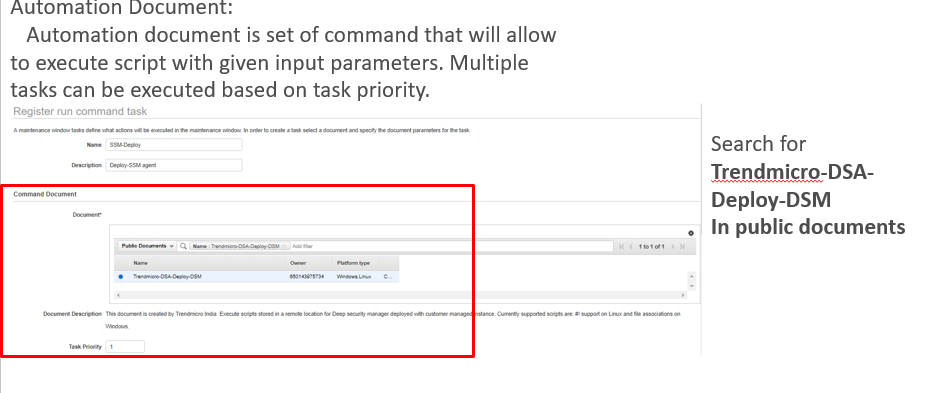 Automation Document:
Automation document is set of command that will allow
to execute script with given input parameters. Multiple
tasks can be executed based on task priority.
Register run command task
A maintenance window tasks define what actions will be executed in the maintenance window. In order to create a task select a document and specify the document parameters for the task.
Name SSM-Deploy
Description Deploy-SSM agent
Command Document
Document*
Public Documents Name : Trendmicro-DSA-Deploy-DSM Add filter 1 to 1 of 1
Name Owner Platform type
Trendmicro-DSA-Deploy-DSM 650143975734 Windows,Linux C...
Document Description This document is created by Trendmicro India. Execute scripts stored in a remote location for Deep security manager deployed with customer managed instance. Currently supported scripts are: #! support on Linux and file associations on
Windows.
Task Priority 1
Search for
Trendmicro-DSA-
Deploy-DSM
In public documents